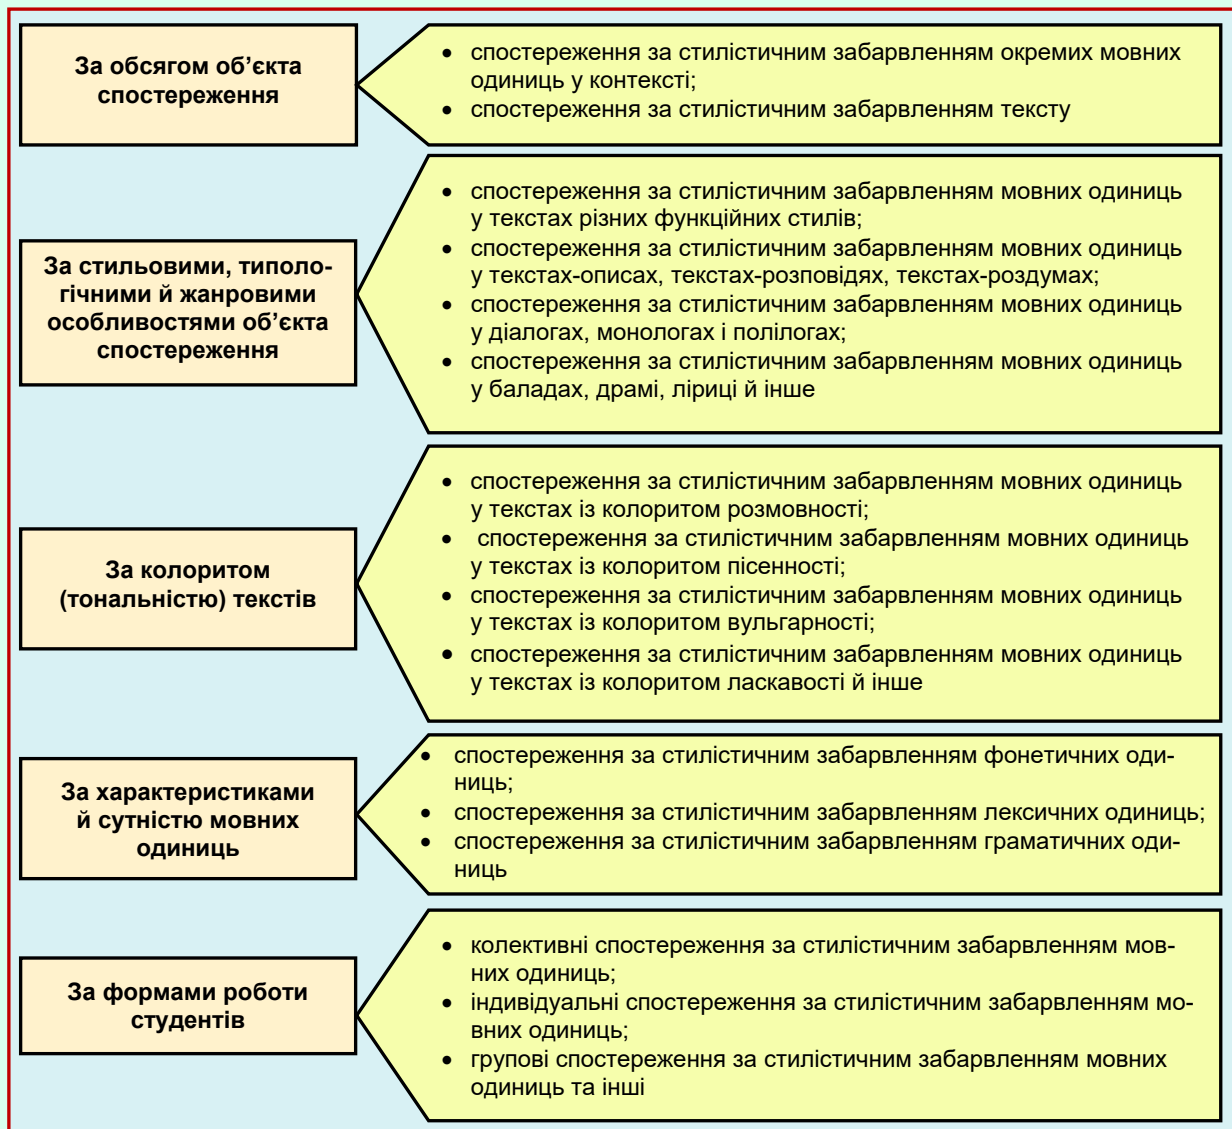 За обсягом об’єкта
спостереження
• спостереження за стилістичним забарвленням окремих мовних
одиниць у контексті;
• спостереження за стилістичним забарвленням тексту
За стильовими, типоло-
гічними й жанровими
особливостями об’єкта
спостереження
• спостереження за стилістичним забарвленням мовних одиниць
у текстах різних функційних стилів;
• спостереження за стилістичним забарвленням мовних одиниць
у текстах-описах, текстах-розповідях, текстах-роздумах;
• спостереження за стилістичним забарвленням мовних одиниць
у діалогах, монологах і полілогах;
• спостереження за стилістичним забарвленням мовних одиниць
у баладах, драмі, ліриці й інше
За колоритом
(тональністю) текстів
• спостереження за стилістичним забарвленням мовних одиниць
у текстах із колоритом розмовності;
• спостереження за стилістичним забарвленням мовних одиниць
у текстах із колоритом пісенності;
• спостереження за стилістичним забарвленням мовних одиниць
у текстах із колоритом вульгарності;
• спостереження за стилістичним забарвленням мовних одиниць
у текстах із колоритом ласкавості й інше
За характеристиками
й сутністю мовних
одиниць
• спостереження за стилістичним забарвленням фонетичних оди-
ниць;
• спостереження за стилістичним забарвленням лексичних одиниць;
• спостереження за стилістичним забарвленням граматичних оди-
ниць
За формами роботи
студентів
• колективні спостереження за стилістичним забарвленням мов-
них одиниць;
• індивідуальні спостереження за стилістичним забарвленням мо-
вних одиниць;
• групові спостереження за стилістичним забарвленням мовних
одиниць та інші